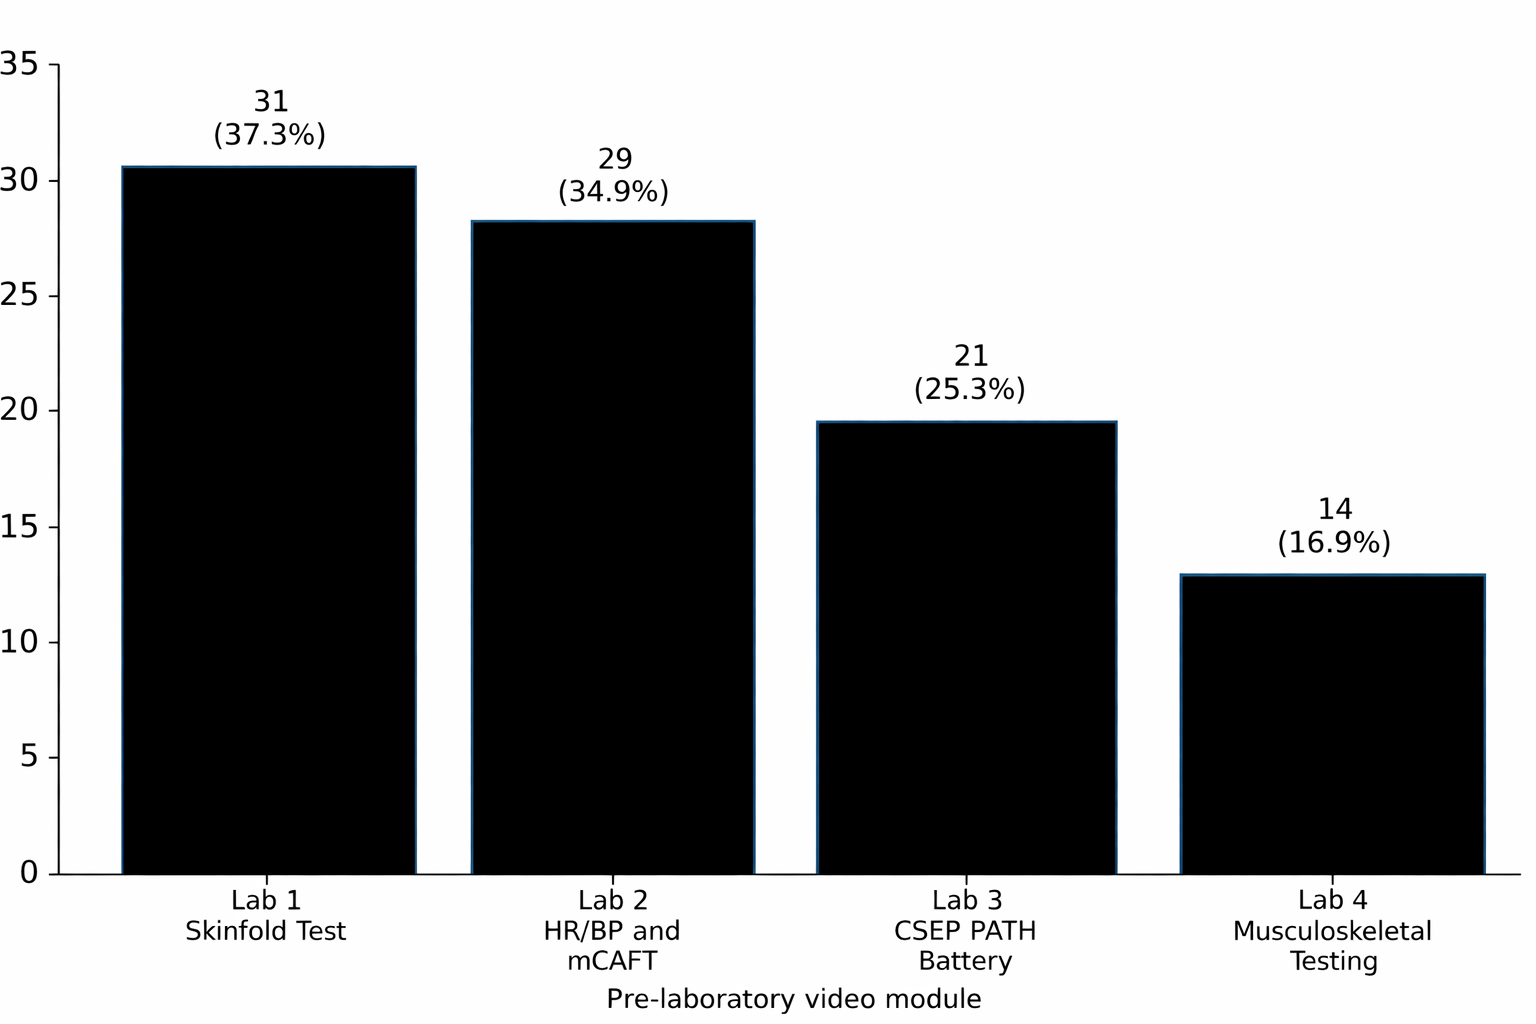 35
30
25
20
15
10
5
0
31
(37.3%)
29
(34.9%)
21
(25.3%)
14
(16.9%)
Lab 1
Skinfold Test
Lab 2
HR/BP and
mCAFT
Lab 3
CSEP PATH
Battery
Lab 4
Musculoskeletal
Testing
Pre-laboratory video module